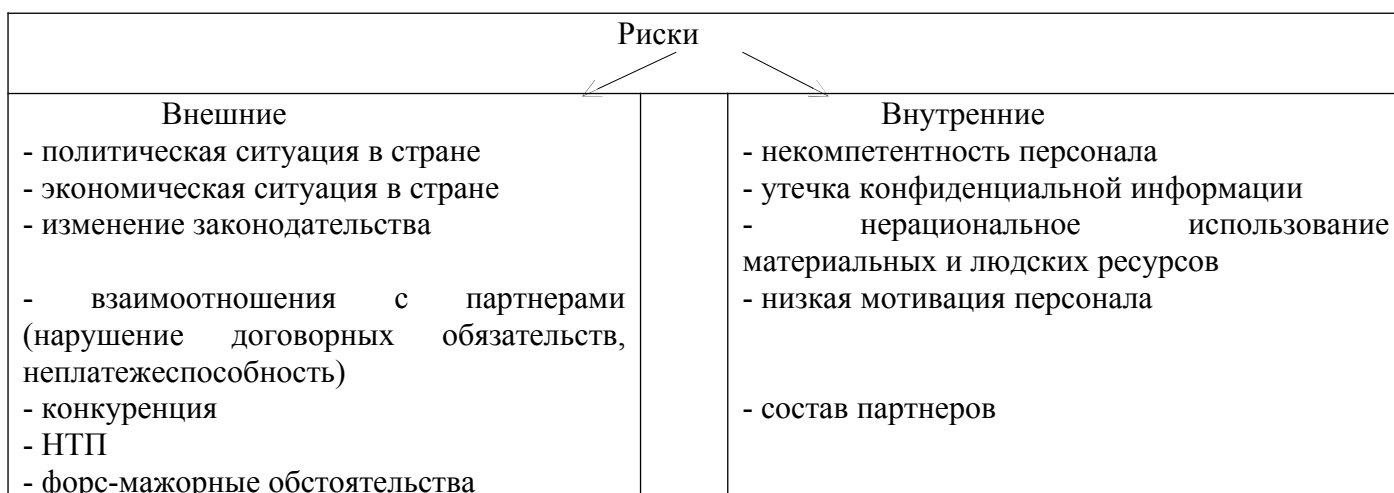 Риски
Внешние
- политическая ситуация в стране
- экономическая ситуация в стране
- изменение законодательства
- взаимоотношения с партнерами
(нарушение договорных обязательств,
неплатежеспособность)
- конкуренция
- НТП
- форс-мажорные обстоятельства
Внутренние
- некомпетентность персонала
- утечка конфиденциальной информации
- нерациональное использование
материальных и людских ресурсов
- низкая мотивация персонала
- состав партнеров